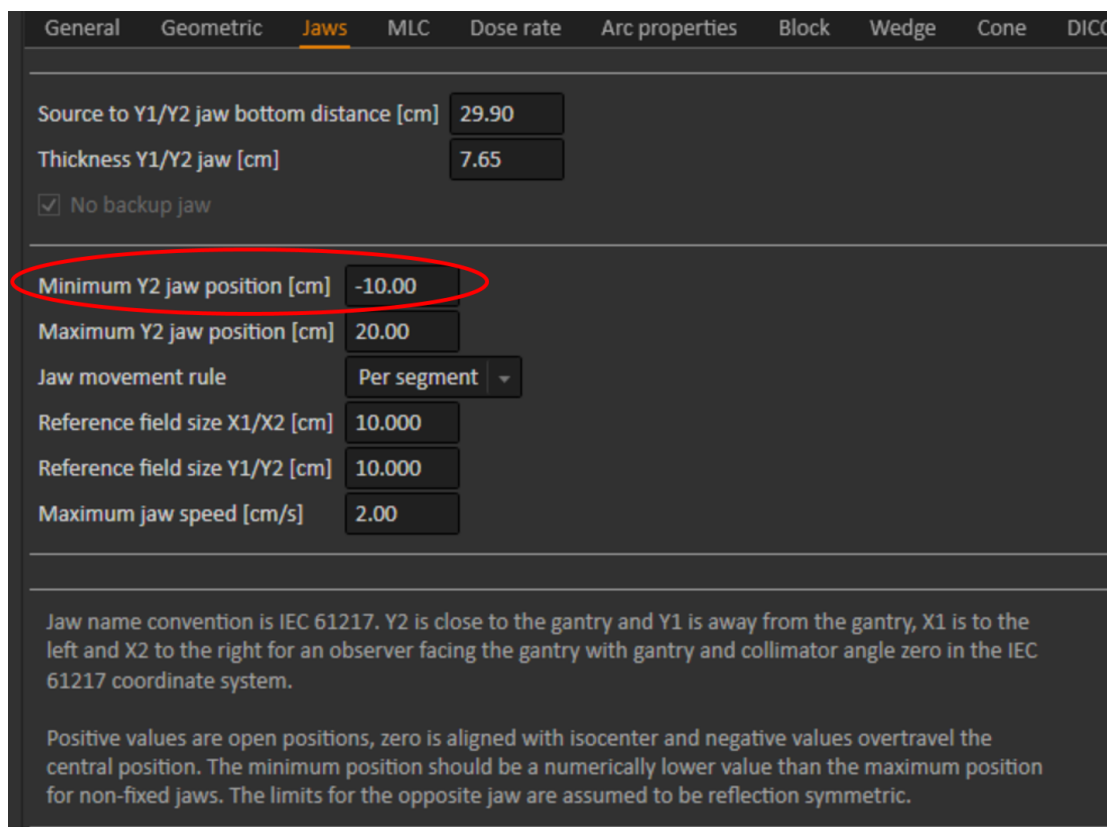 General Geometric Jaws MLC Dose rate Arc properties Block Wedge Cone
Source to Y1/Y2 jaw bottom distance [cm] 29.90
Thickness Y1/Y2 jaw [cm] 7.65
No backup jaw
Minimum Y2 jaw position [cm] -10.00
Maximum Y2 jaw position [cm] 20.00
Jaw movement rule Per segment
Reference field size X1/X2 [cm] 10.000
Reference field size Y1/Y2 [cm] 10.000
Maximum jaw speed [cm/s] 2.00
Jaw name convention is IEC 61217. Y2 is close to the gantry and Y1 is away from the gantry, X1 is to the
left and X2 to the right for an observer facing the gantry with gantry and collimator angle zero in the IEC
61217 coordinate system.
Positive values are open positions, zero is aligned with isocenter and negative values overtravel the
central position. The minimum position should be a numerically lower value than the maximum position
for non-fixed jaws. The limits for the opposite jaw are assumed to be reflection symmetric.